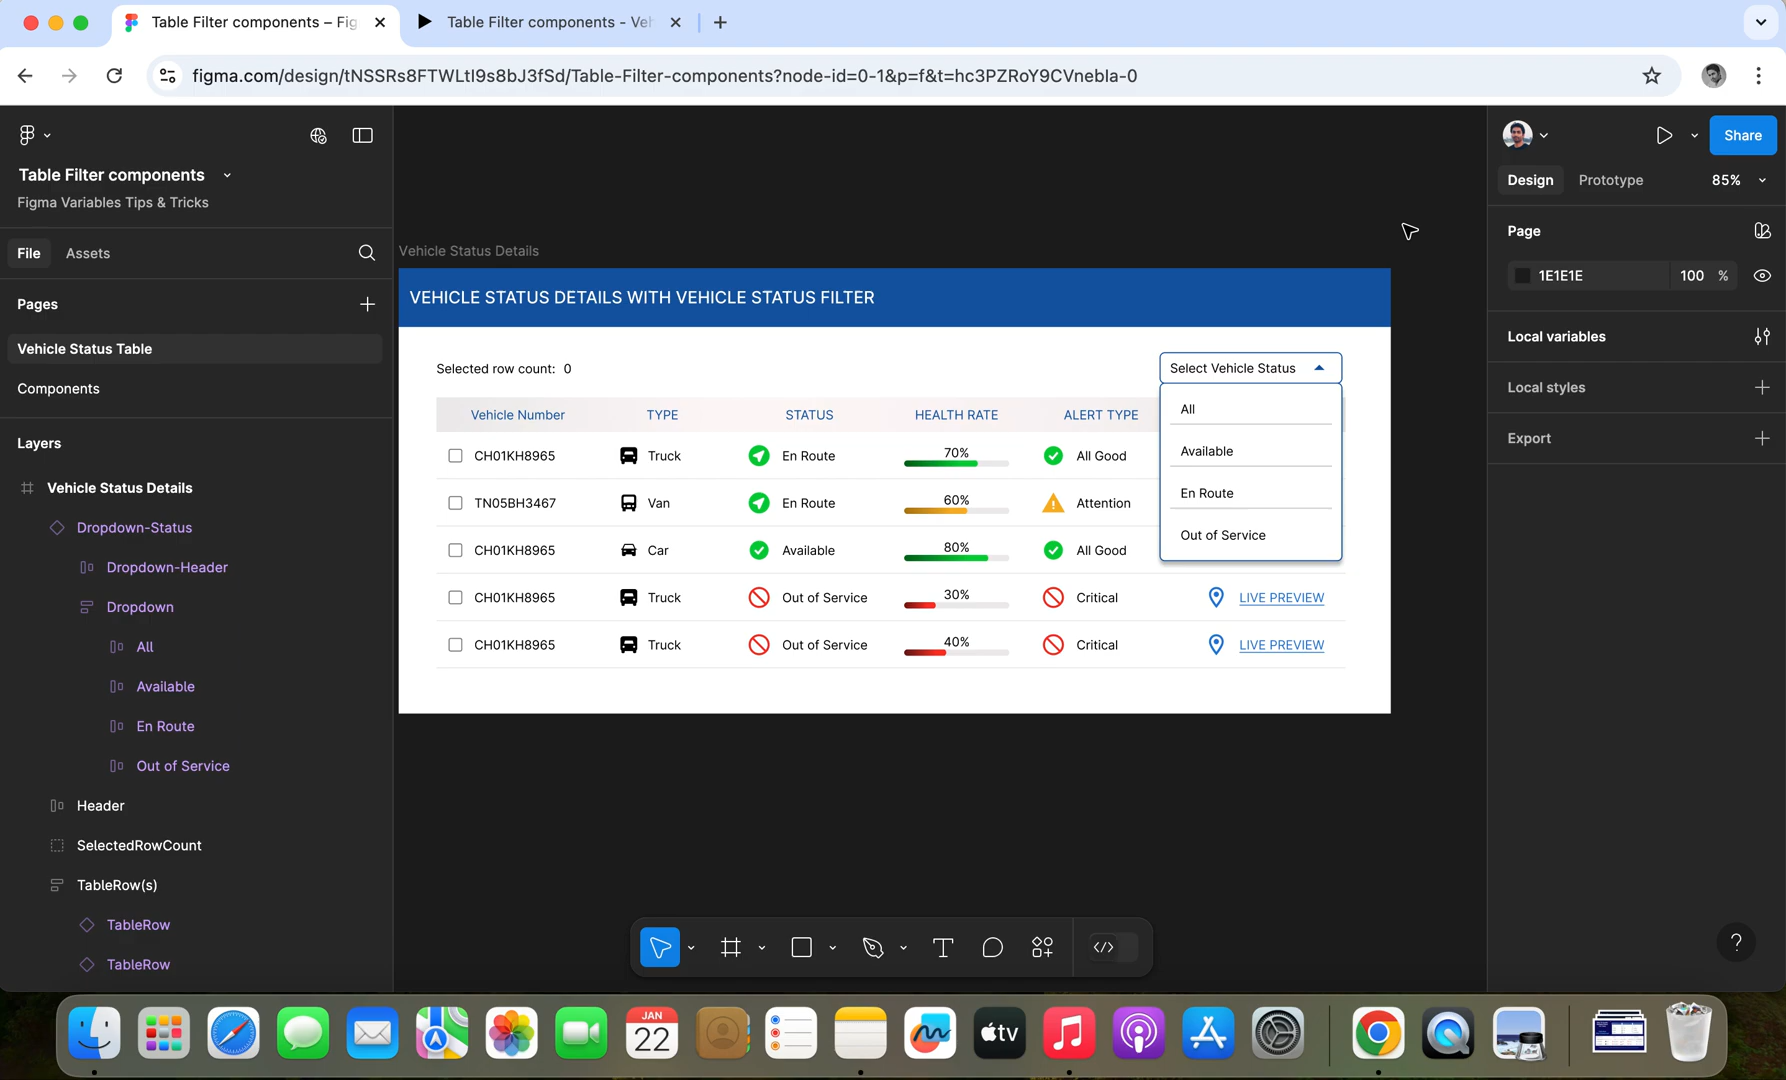 Table Filter components – Fig
Table Filter components - Veh
figma.com/design/tNSSRs8FTWLtI9s8bJ3fSd/Table-Filter-components?node-id=0-1&p=f&t=hc3PZRoY9CVnebla-0
Table Filter components
Figma Variables Tips & Tricks
File
Assets
Pages
Vehicle Status Table
Components
Layers
Vehicle Status Details
Dropdown-Status
Dropdown-Header
Dropdown
All
Available
En Route
Out of Service
Header
SelectedRowCount
TableRow(s)
TableRow
TableRow
Vehicle Status Details
VEHICLE STATUS DETAILS WITH VEHICLE STATUS FILTER
Selected row count: 0
Select Vehicle Status
All
Available
En Route
Out of Service
Vehicle Number TYPE STATUS HEALTH RATE ALERT TYPE
CH01KH8965 Truck En Route 70% All Good
TN05BH3467 Van En Route 60% Attention
CH01KH8965 Car Available 80% All Good
CH01KH8965 Truck Out of Service 30% Critical LIVE PREVIEW
CH01KH8965 Truck Out of Service 40% Critical LIVE PREVIEW
Share
Design
Prototype
85%
Page
1E1E1E 100 %
Local variables
Local styles
Export
?
JAN
22
tv